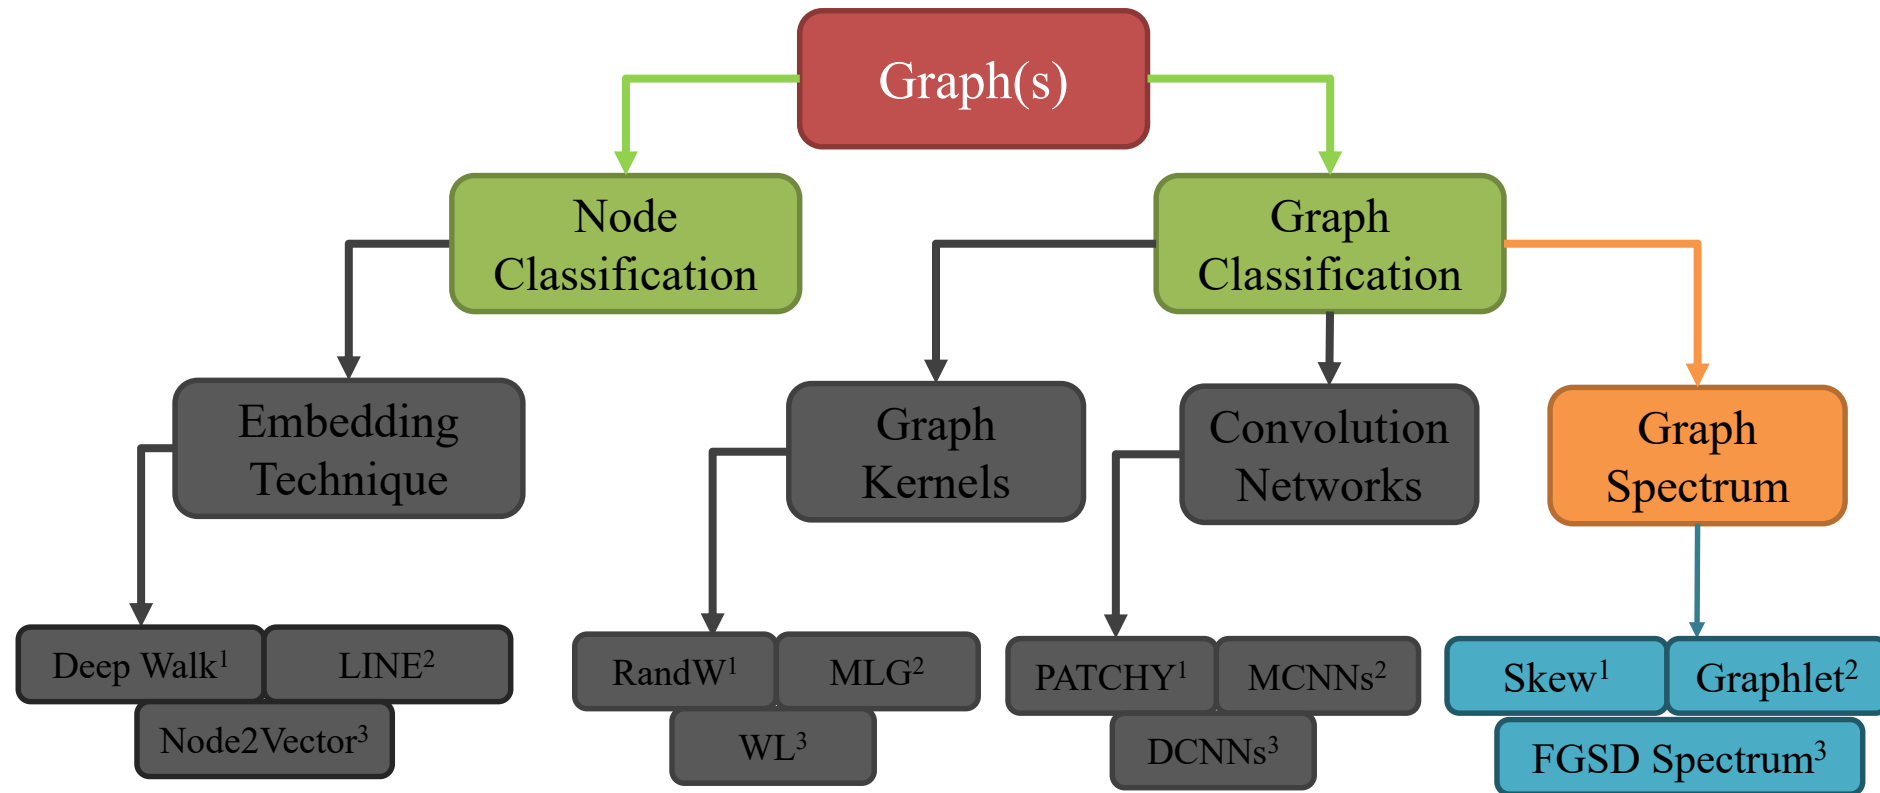 Graph(s)
Node
Classification
Graph
Classification
Embedding
Technique
Graph
Kernels
Convolution
Networks
Graph
Spectrum
Deep Walk¹
LINE²
Node2Vector³
RandW¹
MLG²
WL³
PATCHY¹
MCNNs²
DCNNs³
Skew¹
Graphlet²
FGSD Spectrum³